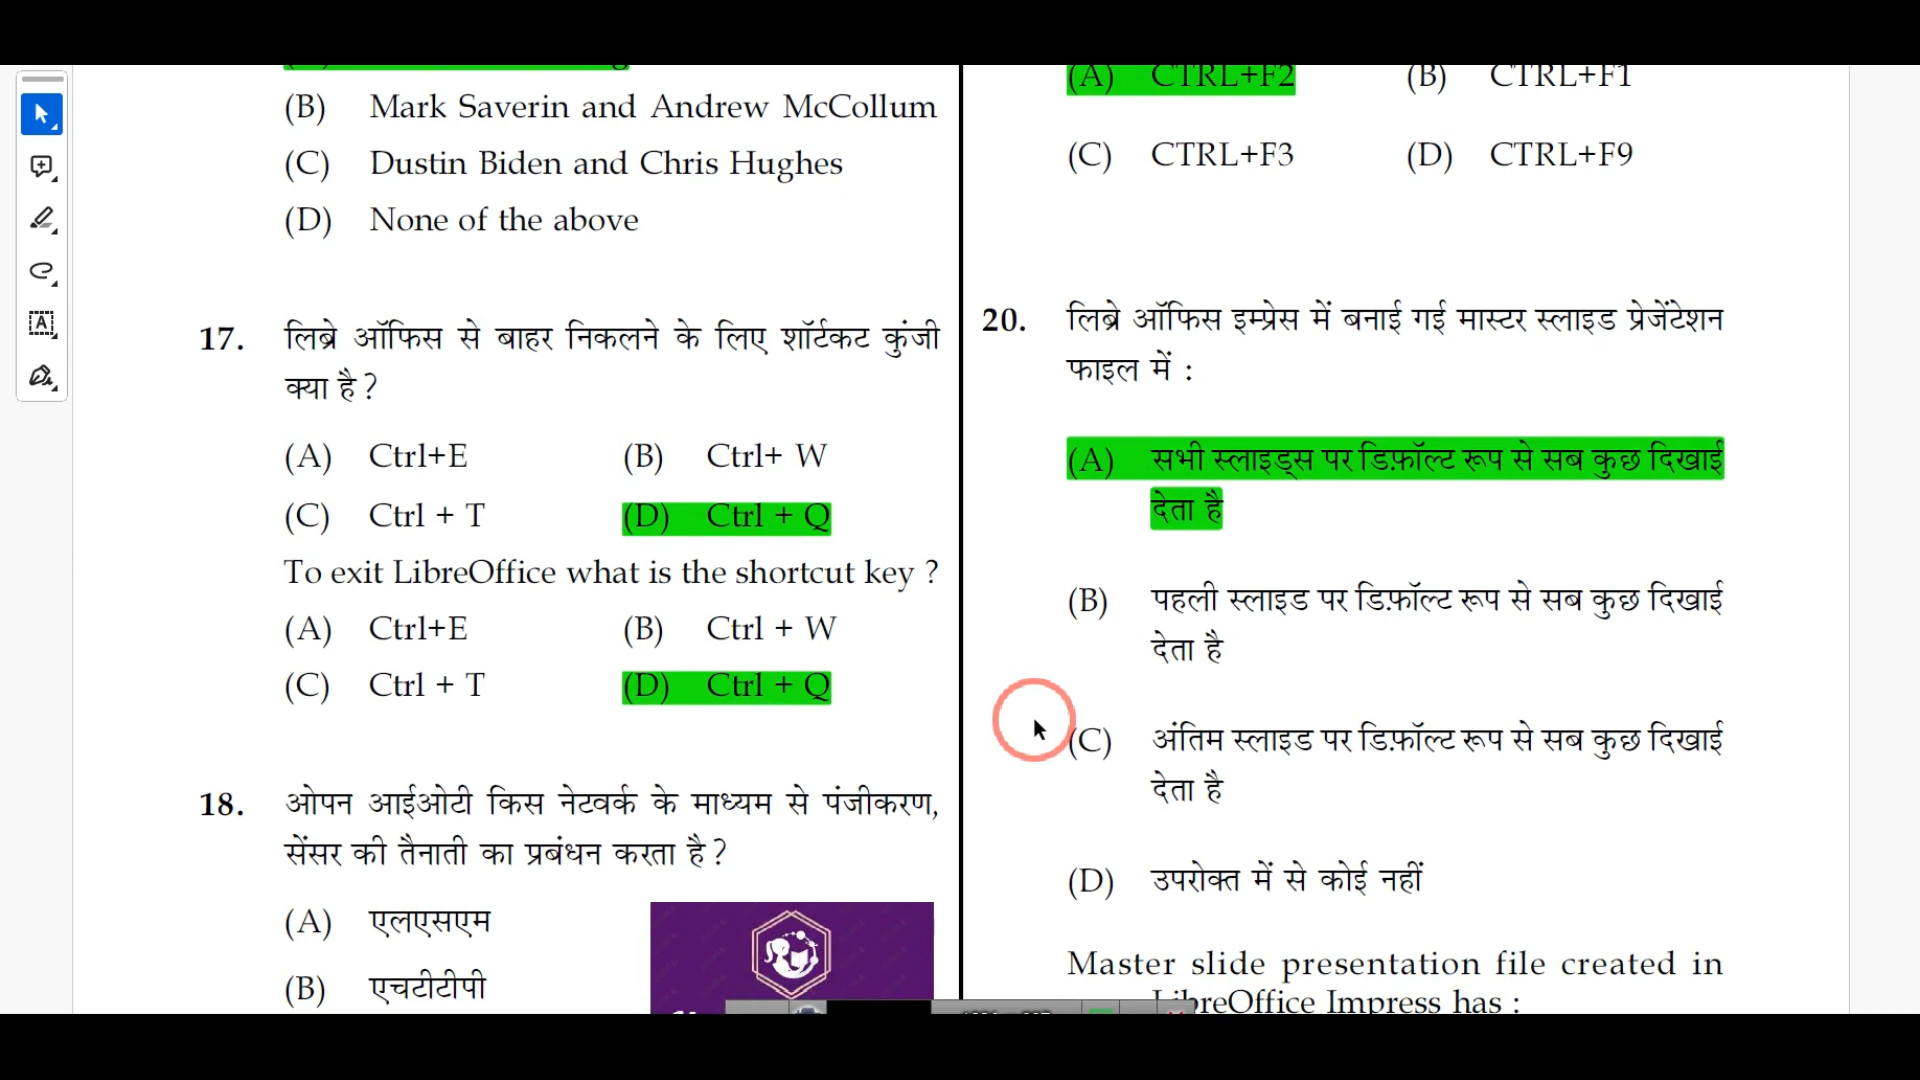 (B) Mark Saverin and Andrew McCollum
(C) Dustin Biden and Chris Hughes
(D) None of the above
17. लिब्रे ऑफिस से बाहर निकलने के लिए शॉर्टकट कुंजी
क्या है ?
(A) Ctrl+E (B) Ctrl+ W
(C) Ctrl + T (D) Ctrl + Q
To exit LibreOffice what is the shortcut key ?
(A) Ctrl+E (B) Ctrl + W
(C) Ctrl + T (D) Ctrl + Q
18. ओपन आईओटी किस नेटवर्क के माध्यम से पंजीकरण,
सेंसर की तैनाती का प्रबंधन करता है ?
(A) एलएसएम
(B) एचटीटीपी
(A) CTRL+F2 (B) CTRL+F1
(C) CTRL+F3 (D) CTRL+F9
20. लिब्रे ऑफिस इम्प्रेस में बनाई गई मास्टर स्लाइड प्रेजेंटेशन
फाइल में :
(A) सभी स्लाइड्स पर डिफ़ॉल्ट रूप से सब कुछ दिखाई
देता है
(B) पहली स्लाइड पर डिफ़ॉल्ट रूप से सब कुछ दिखाई
देता है
(C) अंतिम स्लाइड पर डिफ़ॉल्ट रूप से सब कुछ दिखाई
देता है
(D) उपरोक्त में से कोई नहीं
Master slide presentation file created in
LibreOffice Impress has :